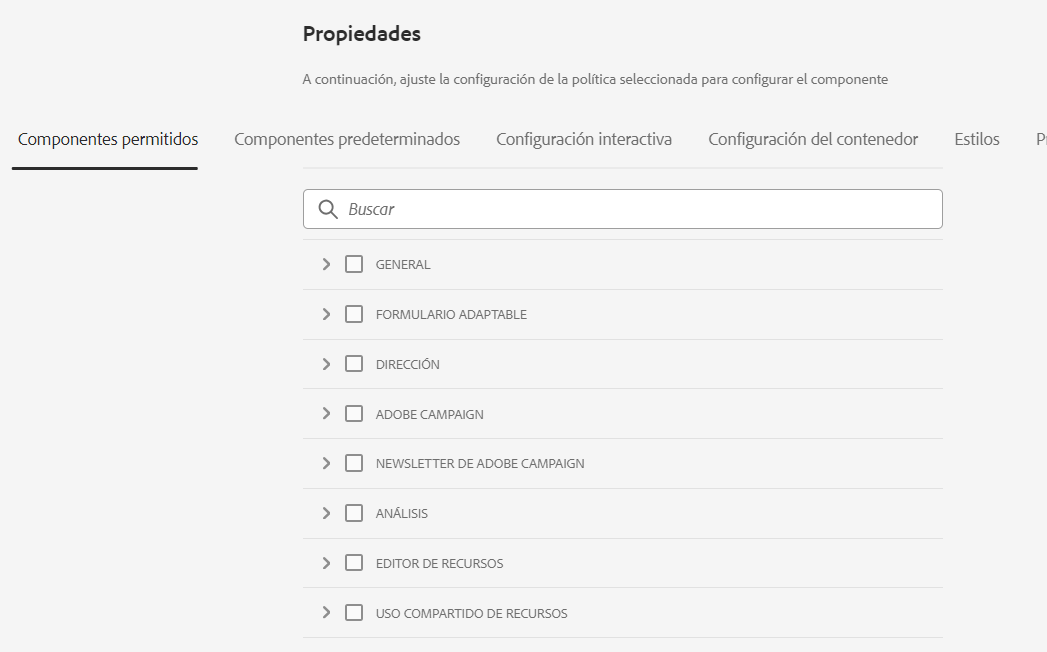 Propiedades
A continuación, ajuste la configuración de la política seleccionada para configurar el componente
Componentes permitidos Componentes predeterminados Configuración interactiva Configuración del contenedor Estilos
Buscar
GENERAL
FORMULARIO ADAPTABLE
DIRECCIÓN
ADOBE CAMPAIGN
NEWSLETTER DE ADOBE CAMPAIGN
ANÁLISIS
EDITOR DE RECURSOS
USO COMPARTIDO DE RECURSOS